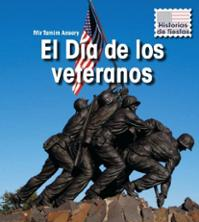 Mir Tamim Ansary
Historias
de fiestas
El Día de los
veteranos